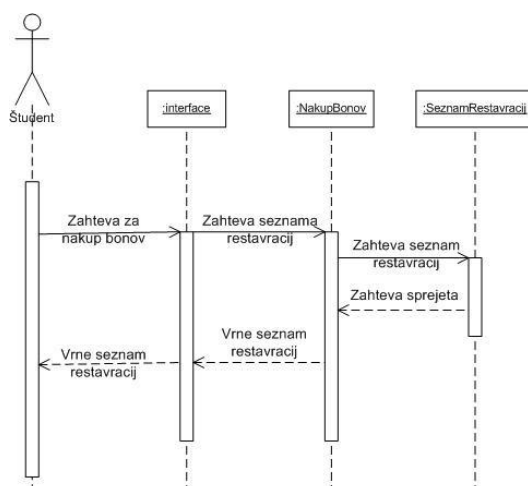 Študent
:interface
:NakupBonov
:SeznamRestavracij
Zahteva za
nakup bonov
Zahteva seznama
restavracij
Zahteva seznam
restavracij
Zahteva sprejeta
Vrne seznam
restavracij
Vrne seznam
restavracij